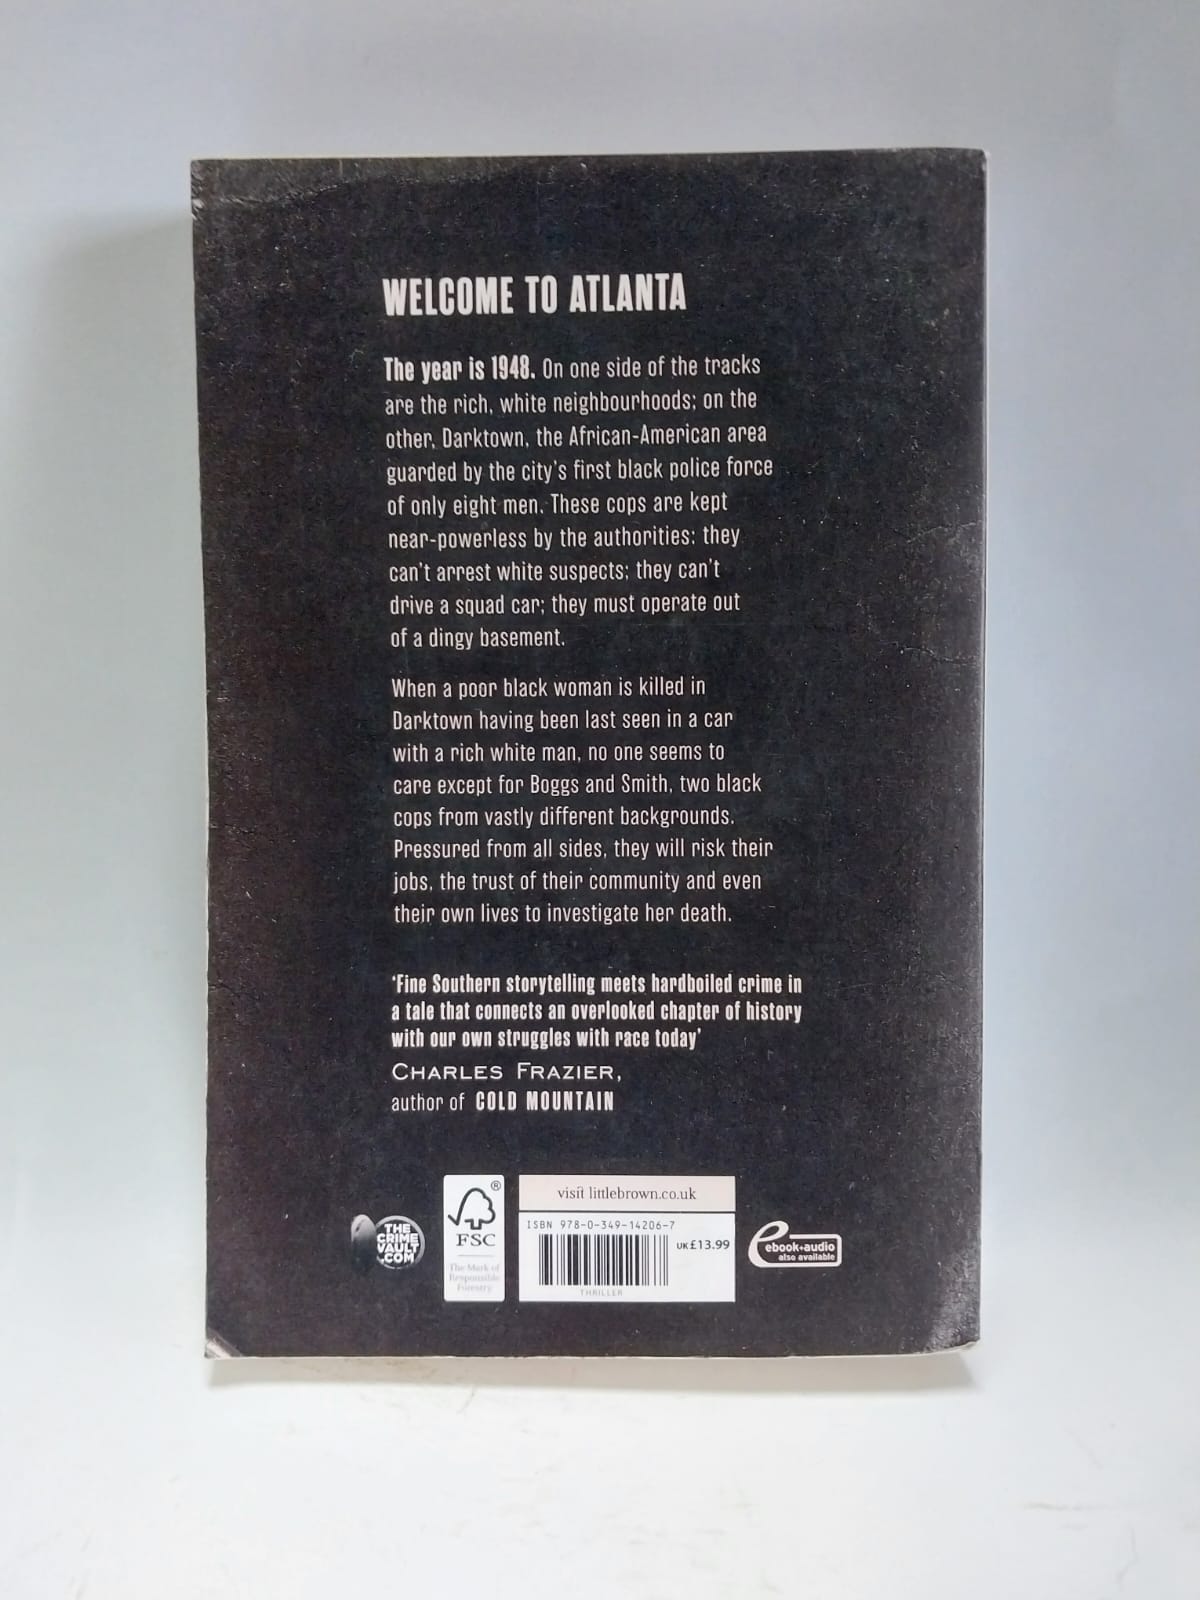 WELCOME TO ATLANTA
The year is 1948. On one side of the tracks
are the rich, white neighbourhoods; on the
other, Darktown, the African-American area
guarded by the city's first black police force
of only eight men. These cops are kept
near-powerless by the authorities: they
can't arrest white suspects; they can't
drive a squad car; they must operate out
of a dingy basement.
When a poor black woman is killed in
Darktown having been last seen in a car
with a rich white man, no one seems to
care except for Boggs and Smith, two black
cops from vastly different backgrounds.
Pressured from all sides, they will risk their
jobs, the trust of their community and even
their own lives to investigate her death.
'Fine Southern storytelling meets hardboiled crime in
a tale that connects an overlooked chapter of history
with our own struggles with race today'
CHARLES FRAZIER,
author of COLD MOUNTAIN
THE
CRIME
VAULT
.COM
®
FSC
The Mark of
Responsible
Forestry
visit littlebrown.co.uk
ISBN 978-0-349-14206-7
UK£13.99
THRILLER
ebook+audio
also available